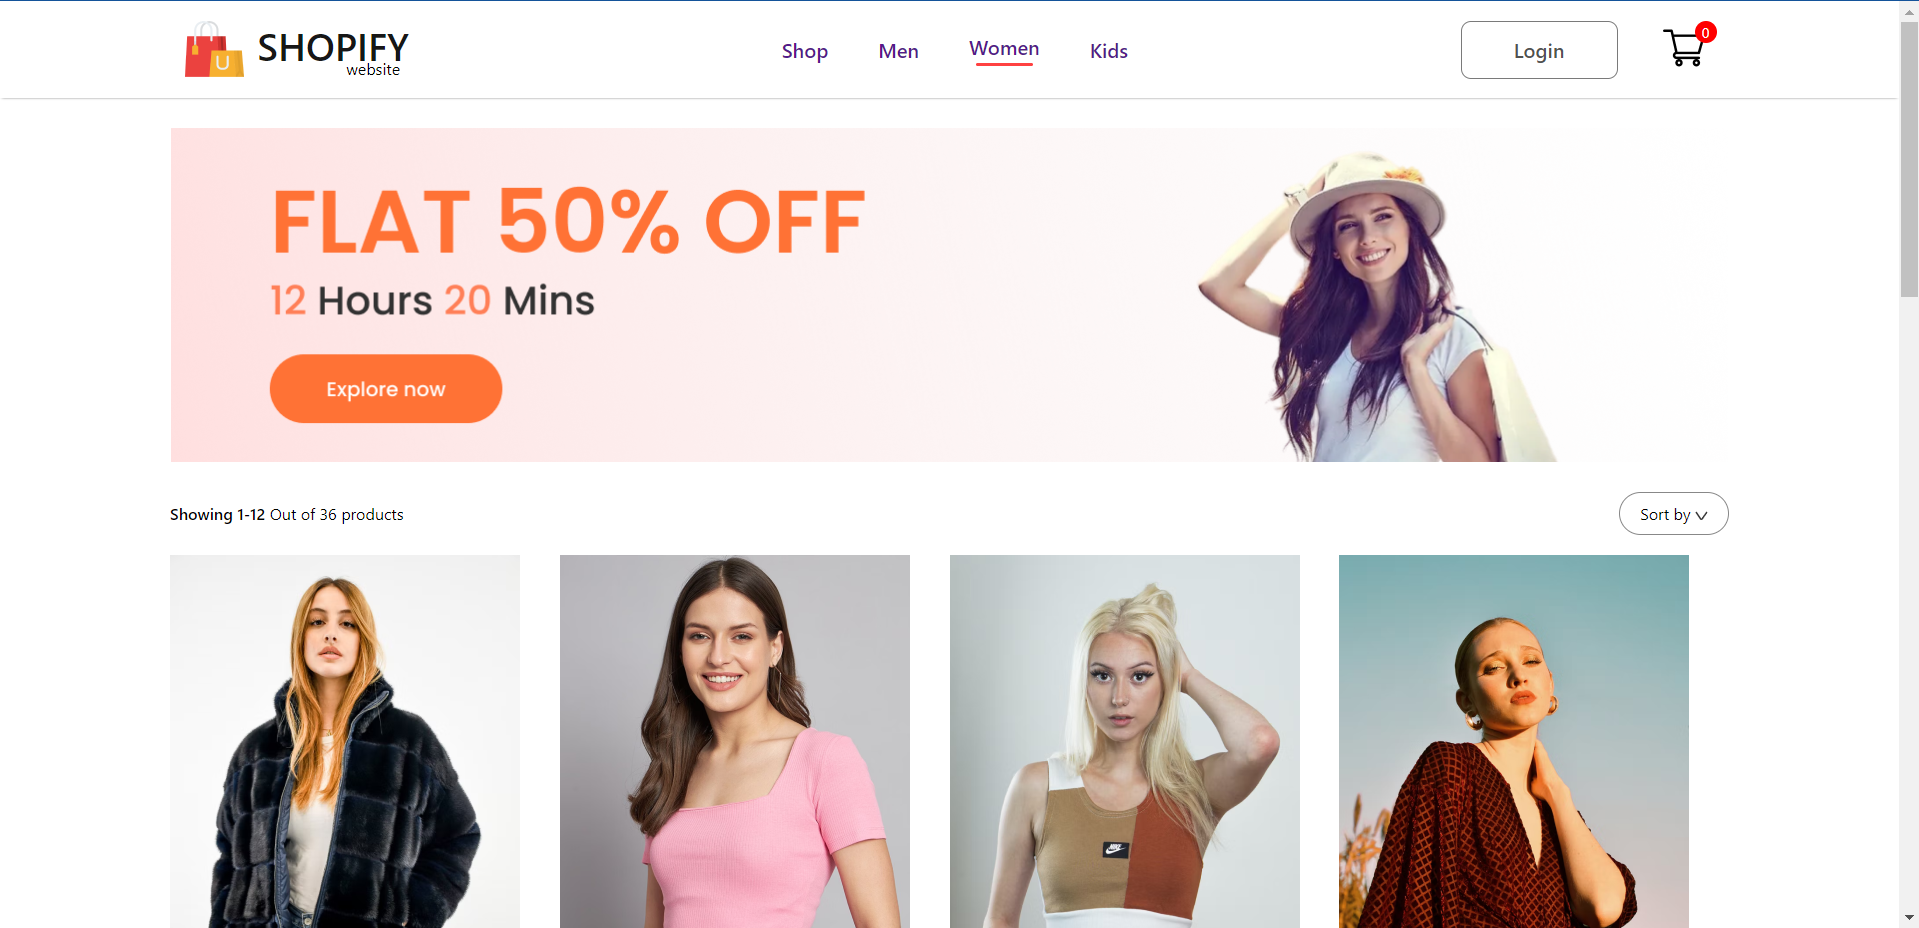 SHOPIFY
website
U
Shop Men Women Kids
Login
0
FLAT 50% OFF
12 Hours 20 Mins
Explore now
Showing 1-12 Out of 36 products
Sort by
NIKE